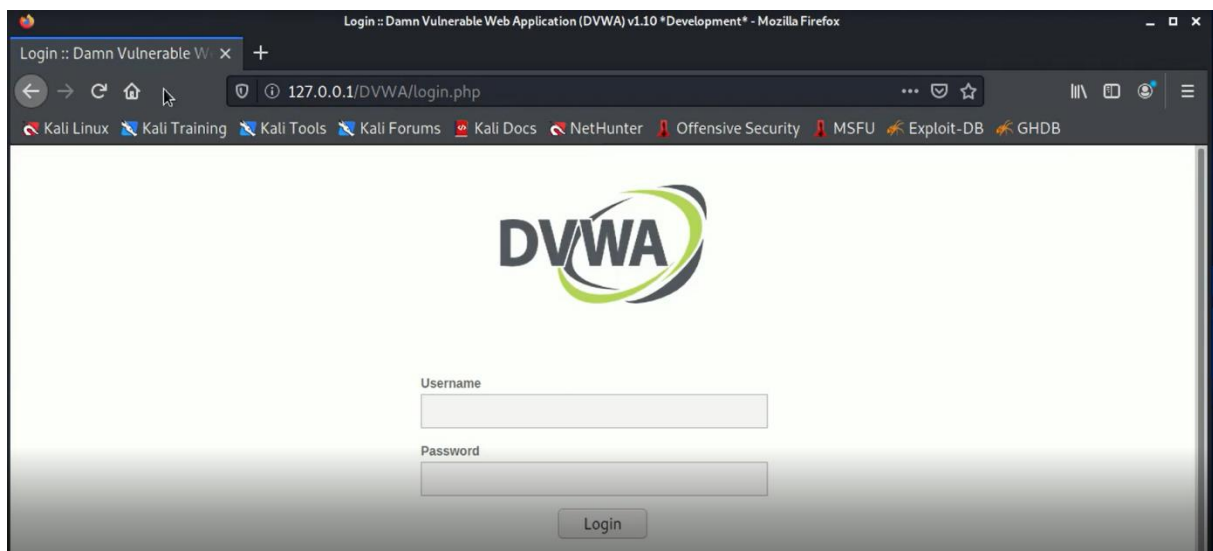 Login :: Damn Vulnerable Web Application (DVWA) v1.10 *Development* - Mozilla Firefox
Login :: Damn Vulnerable W
127.0.0.1/DVWA/login.php
Kali Linux Kali Training Kali Tools Kali Forums Kali Docs NetHunter Offensive Security MSFU Exploit-DB GHDB
DVWA
Username
Password
Login